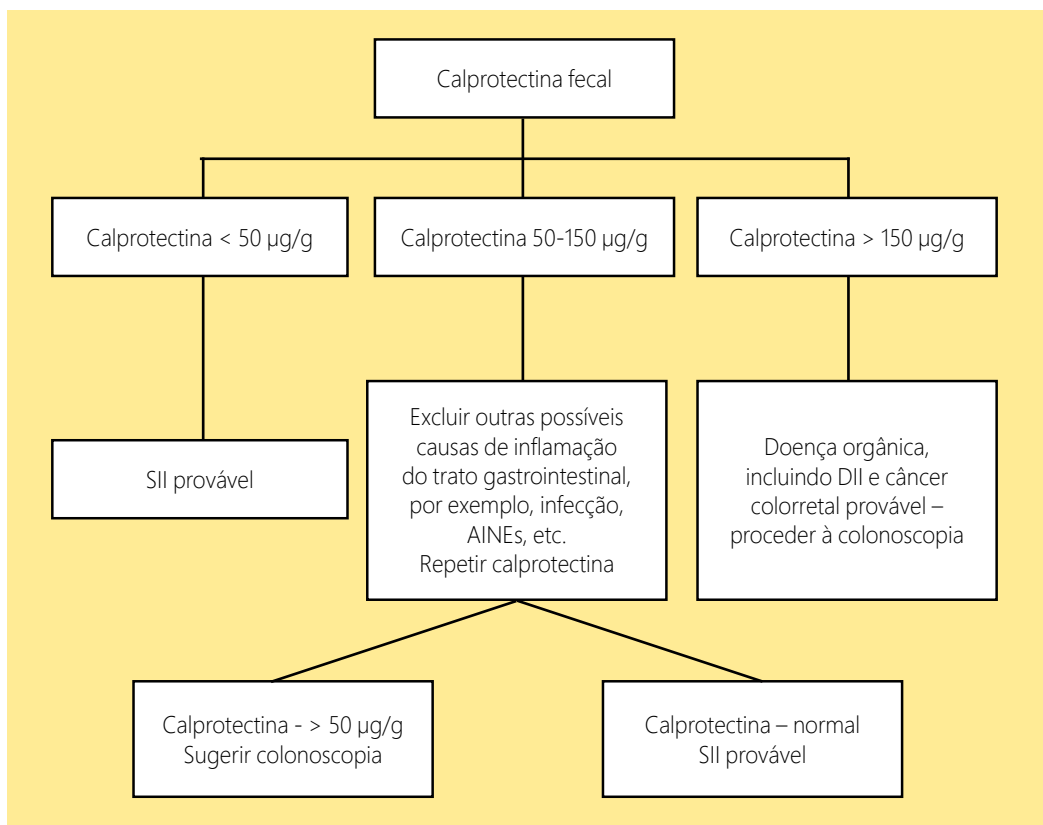 Calprotectina fecal
Calprotectina < 50 µg/g
Calprotectina 50-150 µg/g
Calprotectina > 150 µg/g
SII provável
Excluir outras possíveis
causas de inflamação
do trato gastrointestinal,
por exemplo, infecção,
AINEs, etc.
Repetir calprotectina
Doença orgânica,
incluindo DII e câncer
colorretal provável –
proceder à colonoscopia
Calprotectina - > 50 µg/g
Sugerir colonoscopia
Calprotectina – normal
SII provável